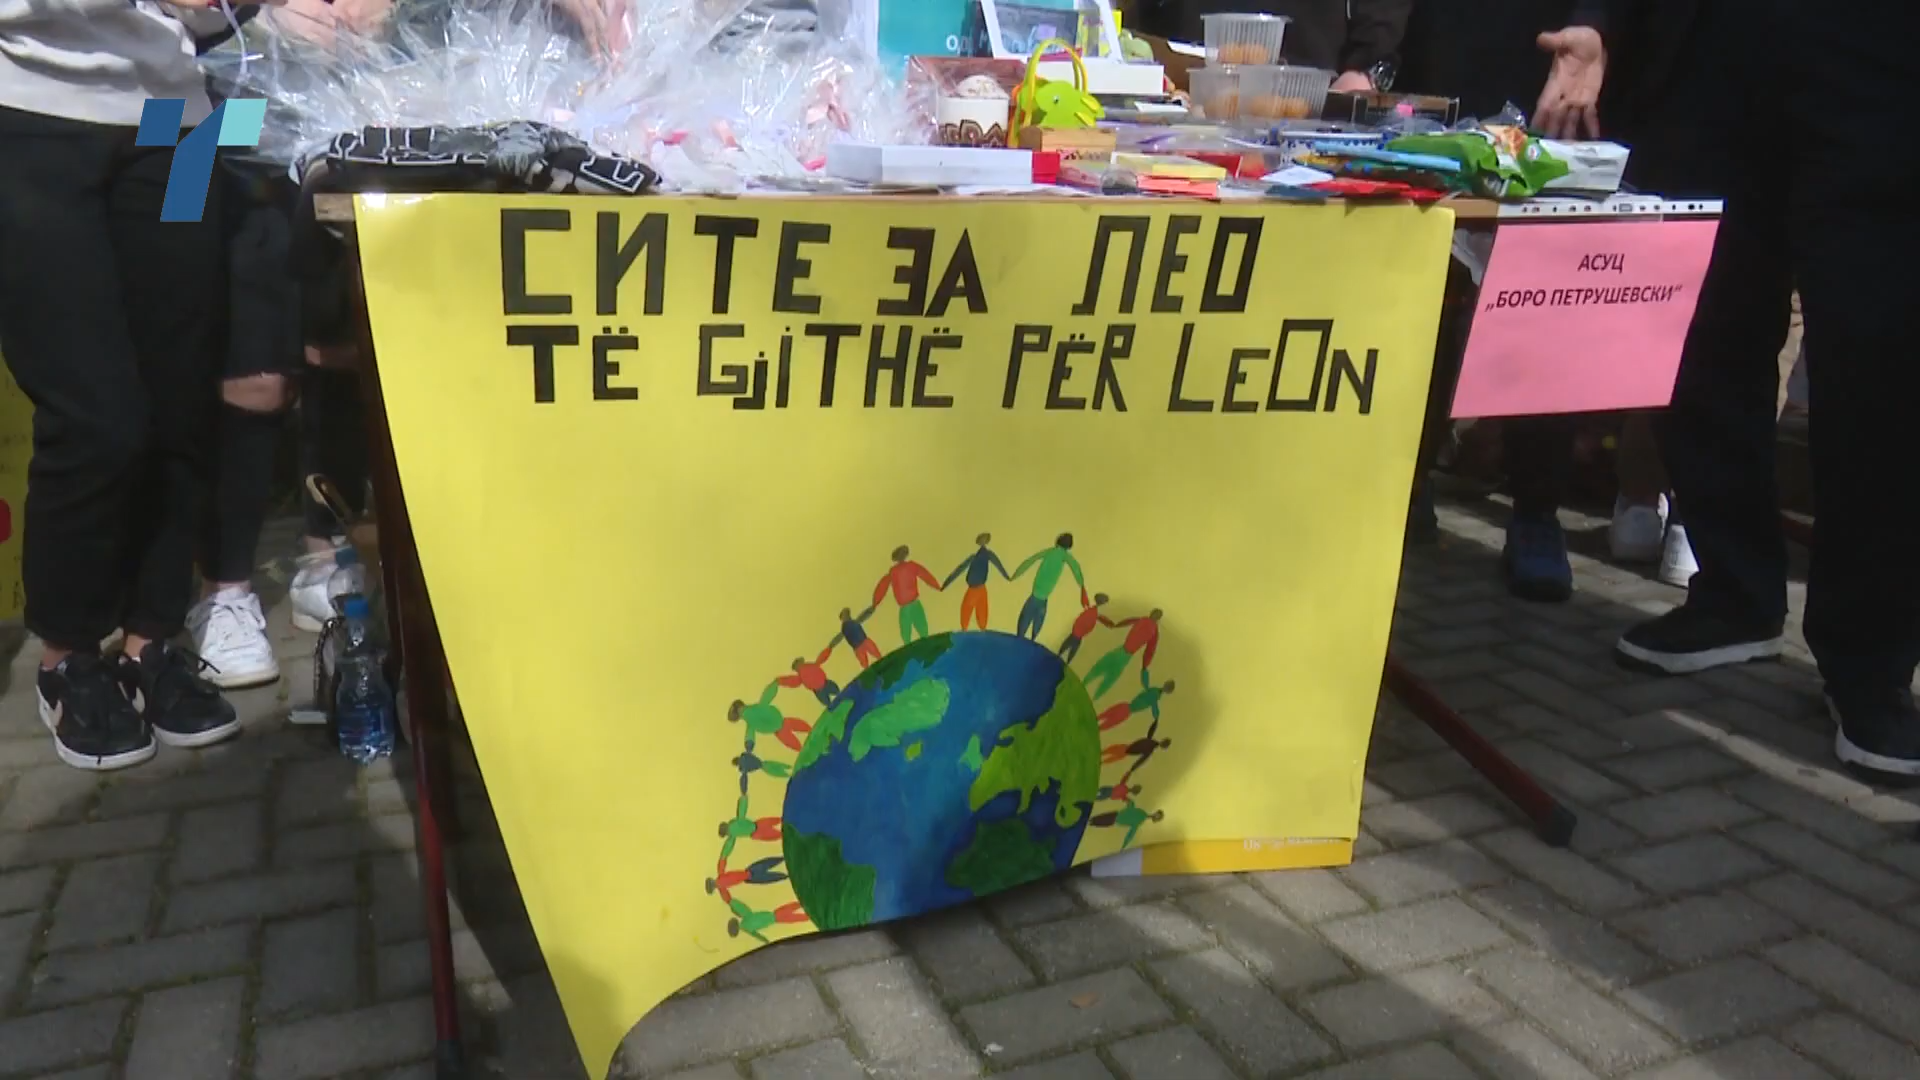 СИТЕ ЗА ЛЕО
TË GJITHË PËR LEON
АСУЦ
„БОРО ПЕТРУШЕВСКИ“